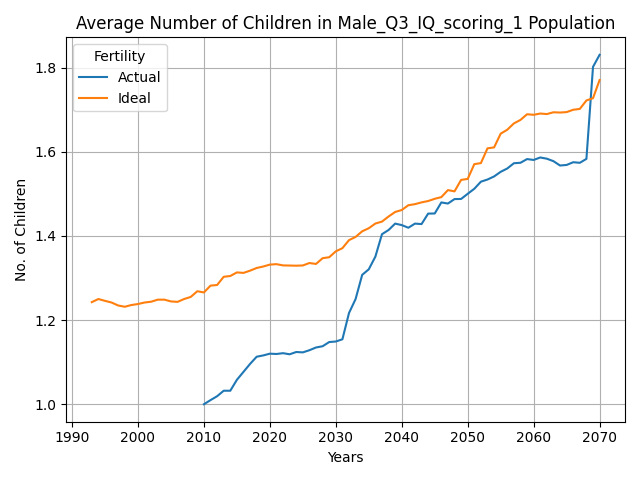 Average Number of Children in Male_Q3_IQ_scoring_1 Population
Fertility
Actual
Ideal
No. of Children
1.8
1.6
1.4
1.2
1.0
1990 2000 2010 2020 2030 2040 2050 2060 2070
Years